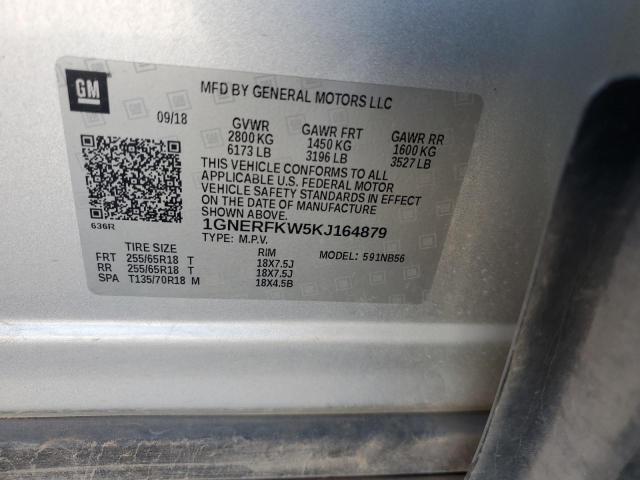 GM
MFD BY GENERAL MOTORS LLC
09/18
GVWR GAWR FRT GAWR RR
2800 KG 1450 KG 1600 KG
6173 LB 3196 LB 3527 LB
THIS VEHICLE CONFORMS TO ALL
APPLICABLE U.S. FEDERAL MOTOR
VEHICLE SAFETY STANDARDS IN EFFECT
ON THE DATE OF MANUFACTURE
SHOWN ABOVE.
636R
1GNERFKW5KJ164879
TYPE: M.P.V. MODEL: 591NB56
TIRE SIZE RIM
FRT 255/65R18 T 18X7.5J
RR 255/65R18 T 18X7.5J
SPA T135/70R18 M 18X4.5B